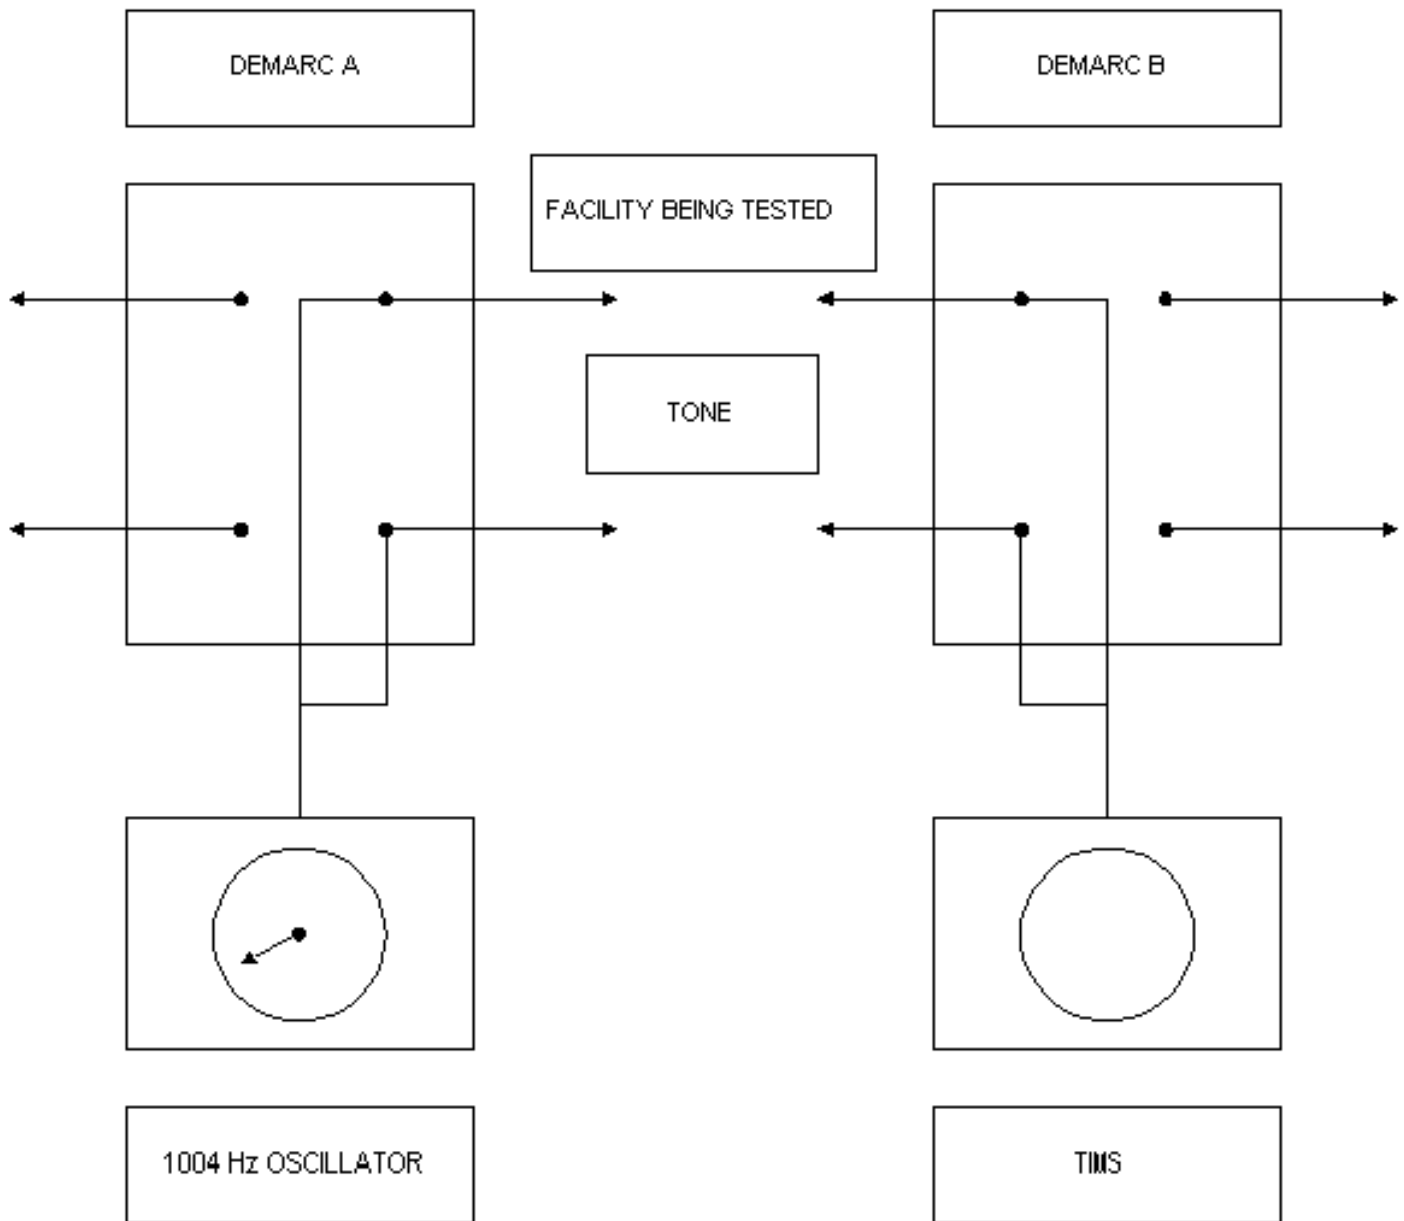 DEMARC A
DEMARC B
FACILITY BEING TESTED
TONE
1004 Hz OSCILLATOR
TIMS